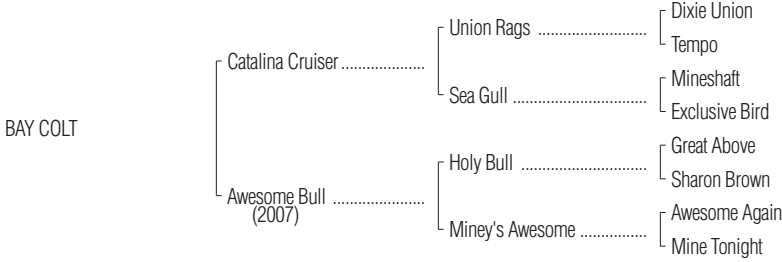 Dixie Union
Union Rags ..........................
Tempo
Catalina Cruiser ....................
Mineshaft
Sea Gull ................................
Exclusive Bird
BAY COLT
Great Above
Holy Bull ..............................
Sharon Brown
Awesome Bull ......................
(2007)
Awesome Again
Miney's Awesome ................
Mine Tonight